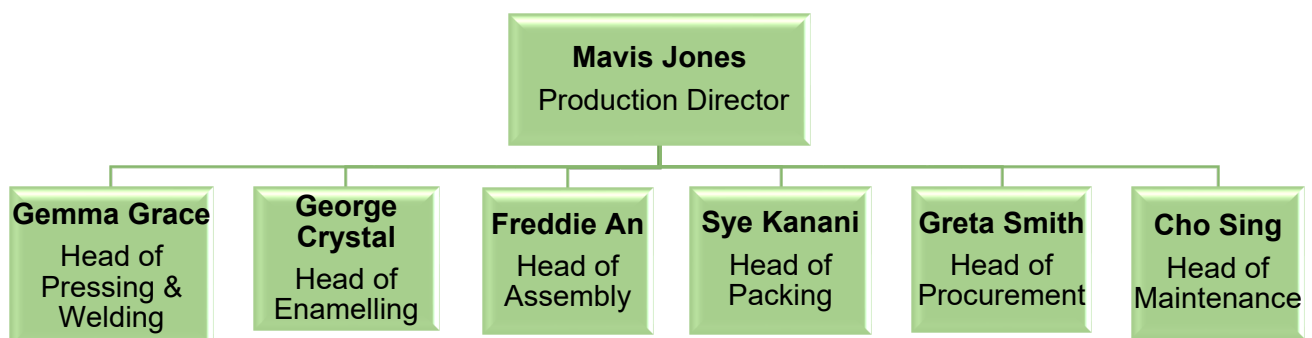 Mavis Jones
Production Director
Gemma Grace
Head of
Pressing &
Welding
George
Crystal
Head of
Enamelling
Freddie An
Head of
Assembly
Sye Kanani
Head of
Packing
Greta Smith
Head of
Procurement
Cho Sing
Head of
Maintenance